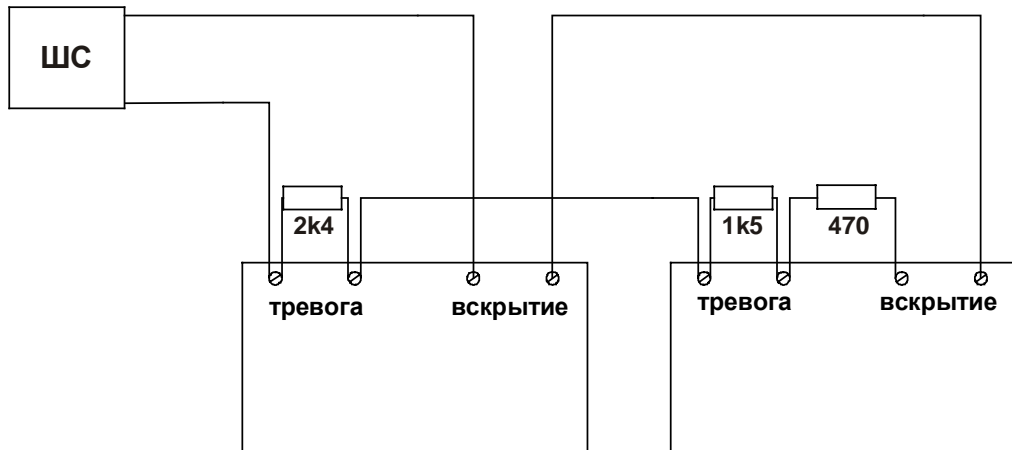 ШС
2k4
1k5
470
тревога
вскрытие
тревога
вскрытие